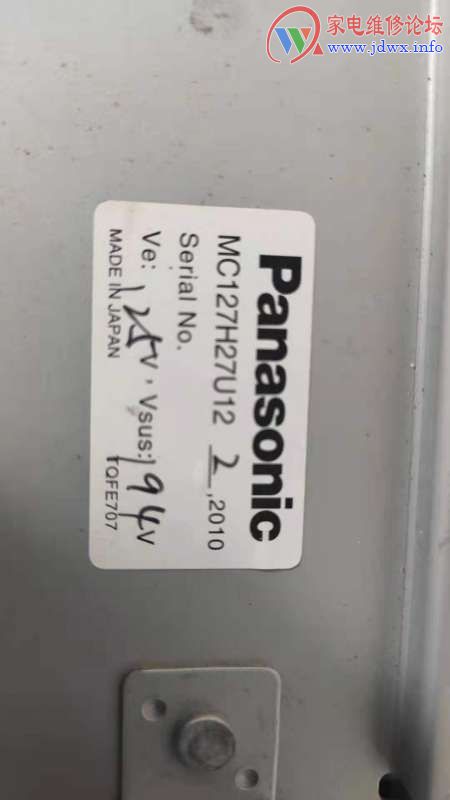 家电维修论坛
www.jdwx.info
Panasonic
MC127H27U12 2,2010
Serial No.
Ve: 125V, Vsus:194V
MADE IN JAPAN TQFE707